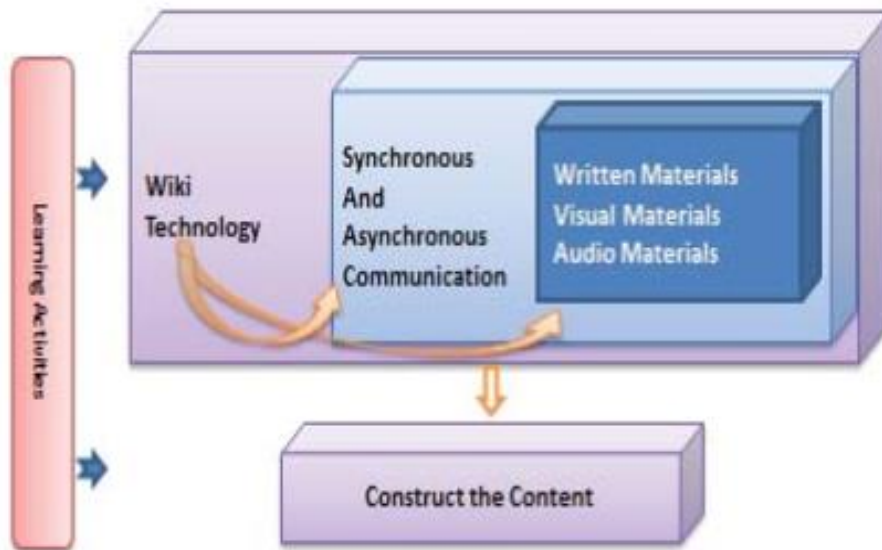 Learning Activities
Wiki
Technology
Synchronous
And
Asynchronous
Communication
Written Materials
Visual Materials
Audio Materials
Construct the Content